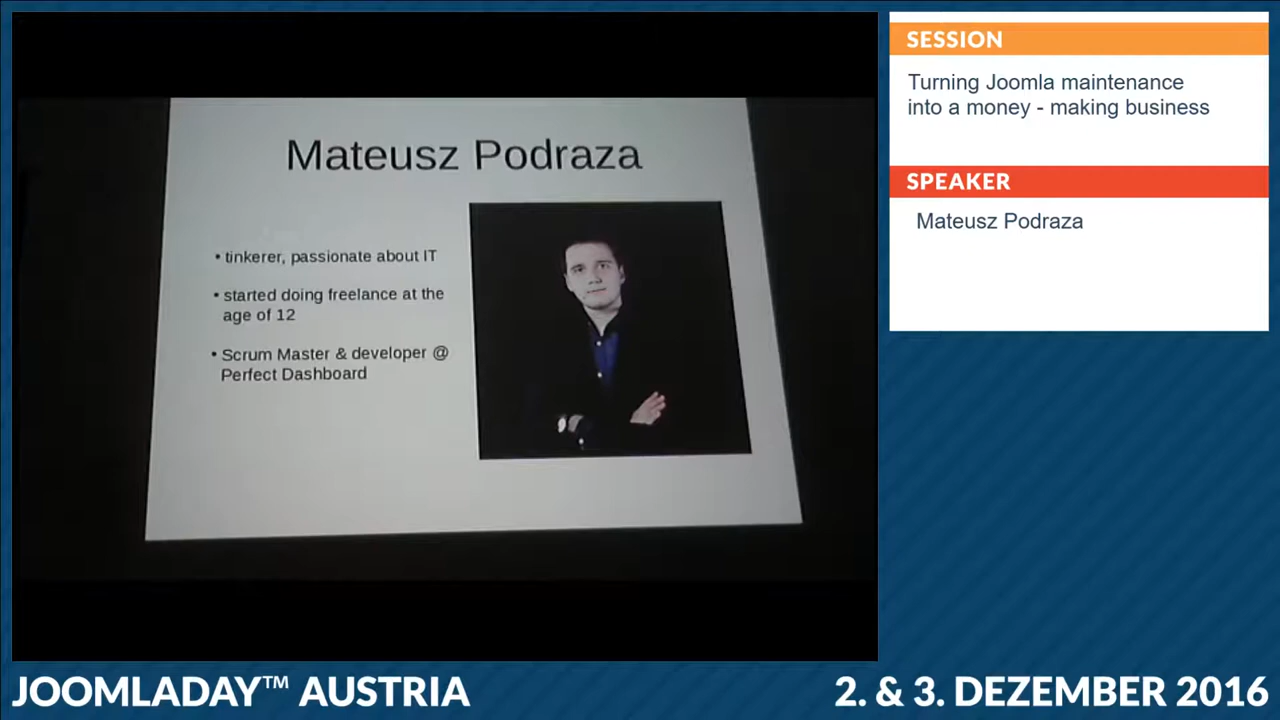 Mateusz Podraza
• tinkerer, passionate about IT
• started doing freelance at the
age of 12
• Scrum Master & developer @
Perfect Dashboard
SESSION
Turning Joomla maintenance
into a money - making business
SPEAKER
Mateusz Podraza
JOOMLADAY™ AUSTRIA
2. & 3. DEZEMBER 2016